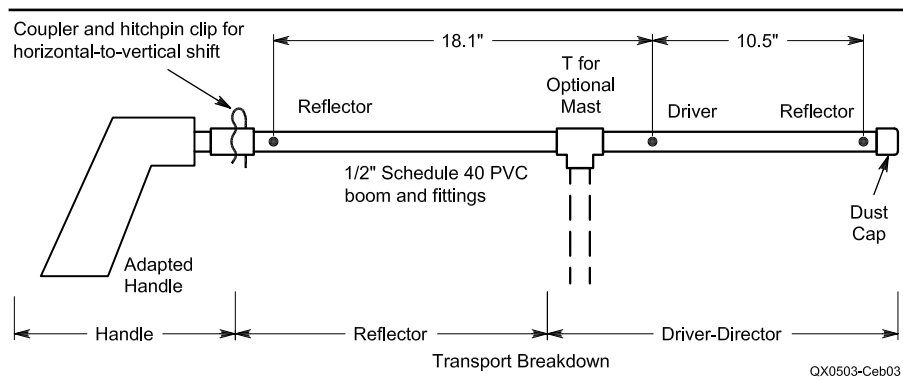 Coupler and hitchpin clip for
horizontal-to-vertical shift
18.1"
10.5"
T for
Optional
Mast
Reflector
Driver
Reflector
1/2" Schedule 40 PVC
boom and fittings
Dust
Cap
Adapted
Handle
Handle
Reflector
Driver-Director
Transport Breakdown
QX0503-Ceb03